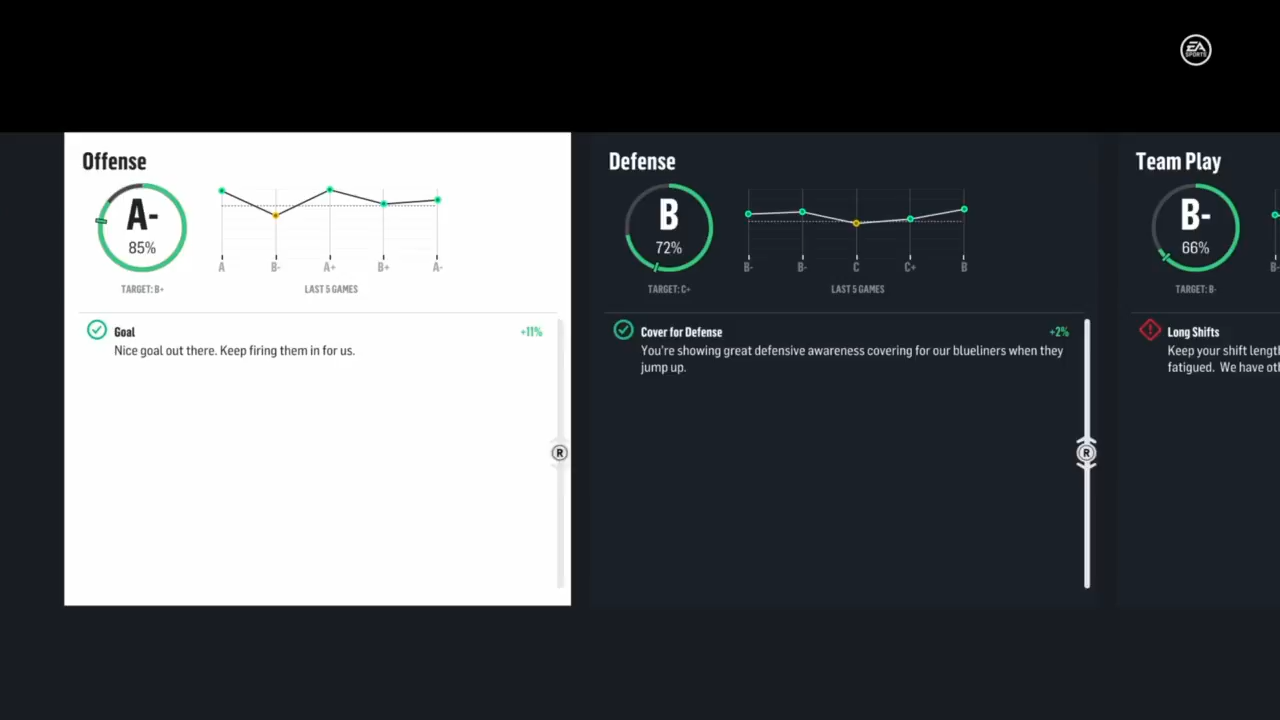 EA
SPORTS
Offense
A-
85%
TARGET: B+
A B- A+ B+ A-
LAST 5 GAMES
Goal +11%
Nice goal out there. Keep firing them in for us.
R
Defense
B
72%
TARGET: C+
B- B- C C+ B
LAST 5 GAMES
Cover for Defense +2%
You're showing great defensive awareness covering for our blueliners when they
jump up.
R
Team Play
B-
66%
TARGET: B-
Long Shifts
Keep your shift
fatigued. We have